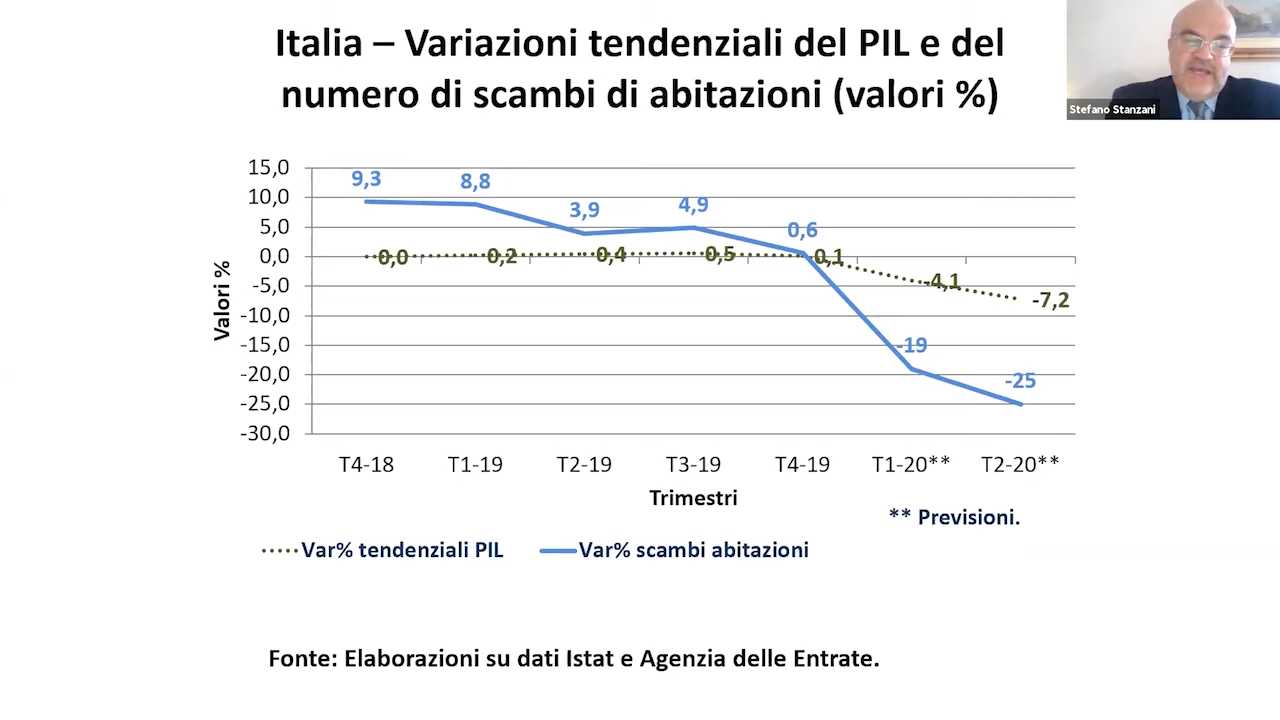 Italia – Variazioni tendenziali del PIL e del
numero di scambi di abitazioni (valori %)
Stefano Stanzani
Valori %
15,0
10,0
5,0
0,0
-5,0
-10,0
-15,0
-20,0
-25,0
-30,0
9,3
8,8
3,9
4,9
0,6
-19
-25
0,0
0,2
0,4
0,5
0,1
-4,1
-7,2
T4-18
T1-19
T2-19
T3-19
T4-19
T1-20**
T2-20**
Trimestri
** Previsioni.
Var% tendenziali PIL
Var% scambi abitazioni
Fonte: Elaborazioni su dati Istat e Agenzia delle Entrate.